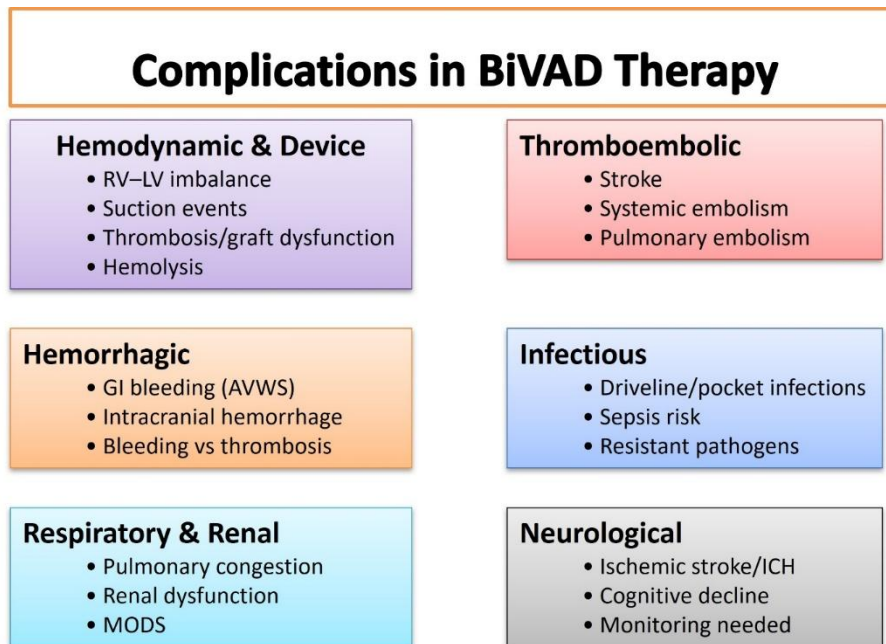 Complications in BiVAD Therapy
Hemodynamic & Device
• RV–LV imbalance
• Suction events
• Thrombosis/graft dysfunction
• Hemolysis
Thromboembolic
• Stroke
• Systemic embolism
• Pulmonary embolism
Hemorrhagic
• GI bleeding (AVWS)
• Intracranial hemorrhage
• Bleeding vs thrombosis
Infectious
• Driveline/pocket infections
• Sepsis risk
• Resistant pathogens
Respiratory & Renal
• Pulmonary congestion
• Renal dysfunction
• MODS
Neurological
• Ischemic stroke/ICH
• Cognitive decline
• Monitoring needed